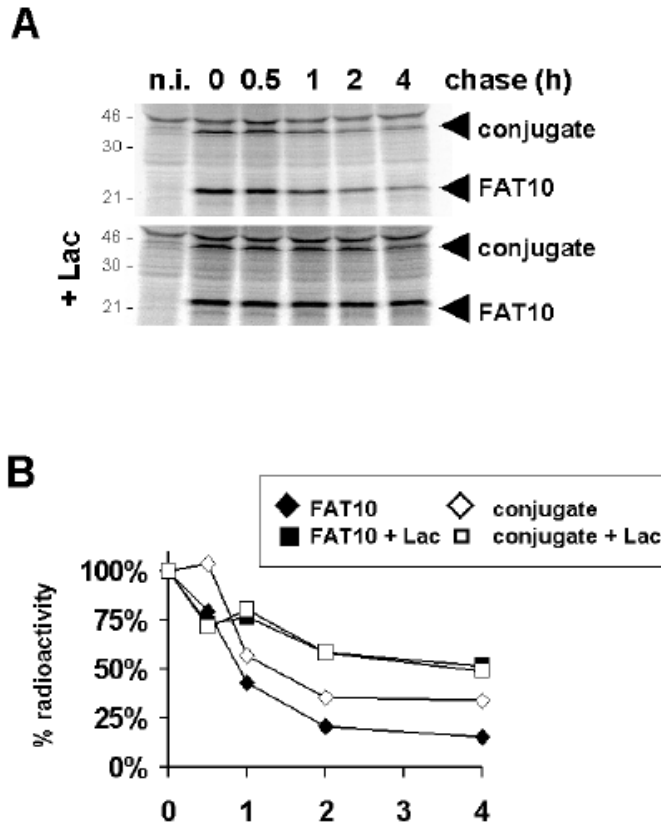 A
n.i. 0 0.5 1 2 4 chase (h)
46 -
30 -
21 -
conjugate
FAT10
+ Lac
46 -
30 -
21 -
conjugate
FAT10
B
FAT10 conjugate
FAT10 + Lac conjugate + Lac
% radioactivity
100%
75%
50%
25%
0%
0 1 2 3 4